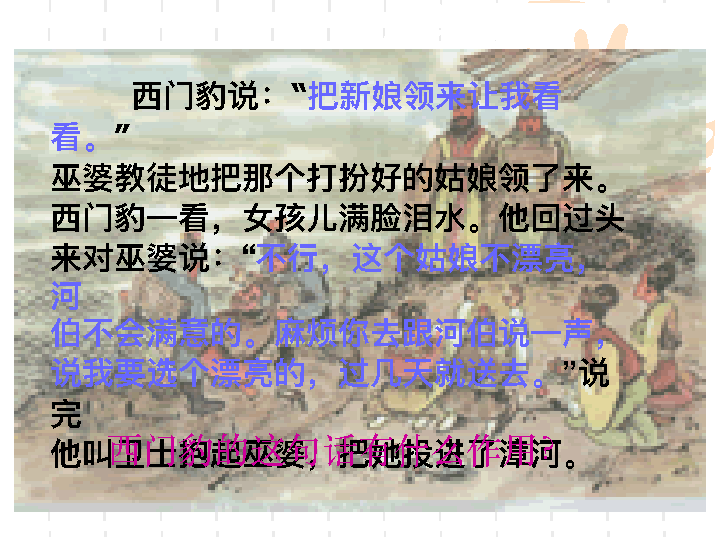 西门豹说：“把新娘领来让我看
看。”
巫婆教徒地把那个打扮好的姑娘领了来。
西门豹一看，女孩儿满脸泪水。他回过头
来对巫婆说：“不行，这个姑娘不漂亮，
河
伯不会满意的。麻烦你去跟河伯说一声，
说我要选个漂亮的，过几天就送去。”说
完
他叫卫士抱起巫婆，把她投进了漳河。
西门豹的这句话有什么作用?